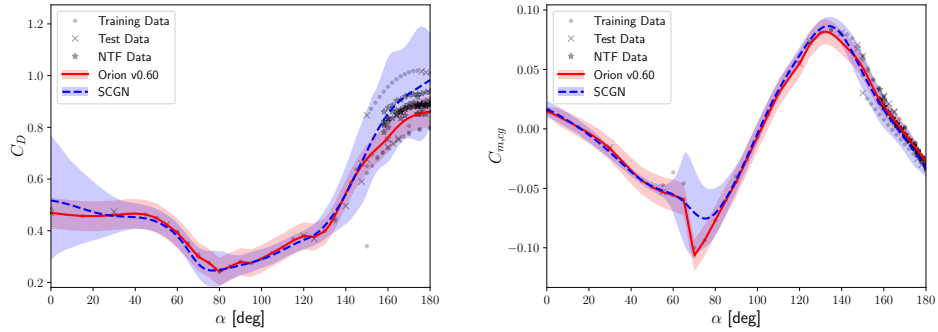 1.2
1.0
0.8
0.6
0.4
0.2
C_D
Training Data
Test Data
NTF Data
Orion v0.60
SCGN
0 20 40 60 80 100 120 140 160 180
α [deg]
0.10
0.05
0.00
−0.05
−0.10
C_{m,cg}
Training Data
Test Data
NTF Data
Orion v0.60
SCGN
0 20 40 60 80 100 120 140 160 180
α [deg]